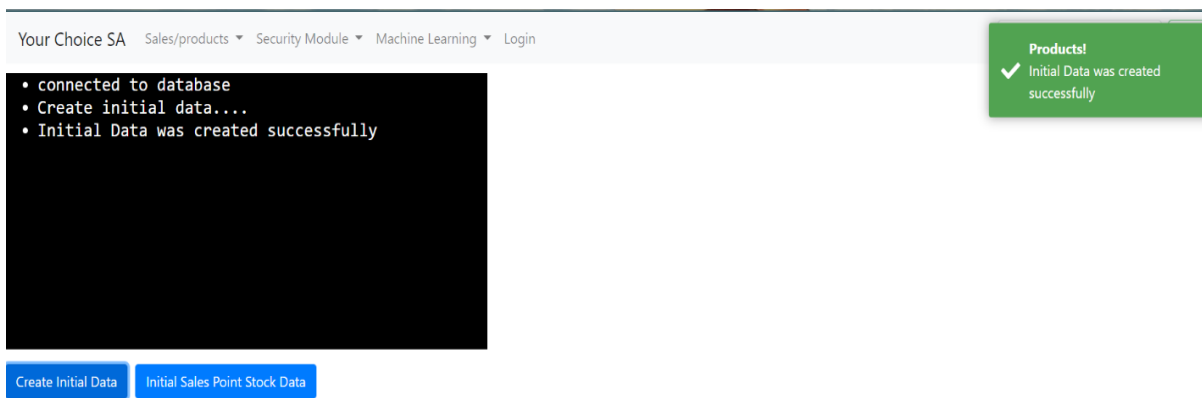 Your Choice SA Sales/products Security Module Machine Learning Login
Products!
Initial Data was created
successfully
• connected to database
• Create initial data....
• Initial Data was created successfully
Create Initial Data Initial Sales Point Stock Data